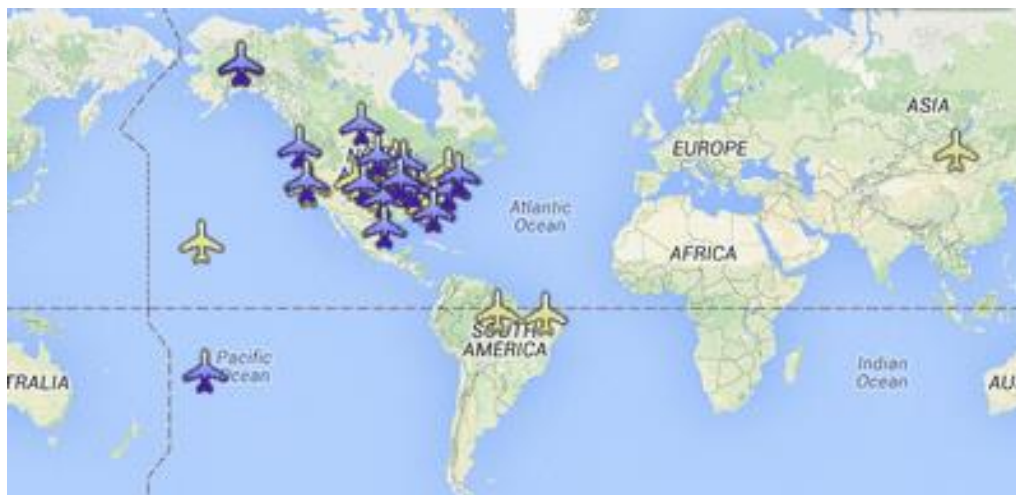 ASIA
EUROPE
Atlantic
Ocean
AFRICA
SOUTH
AMERICA
Pacific
Ocean
Indian
Ocean
TRALIA
AU